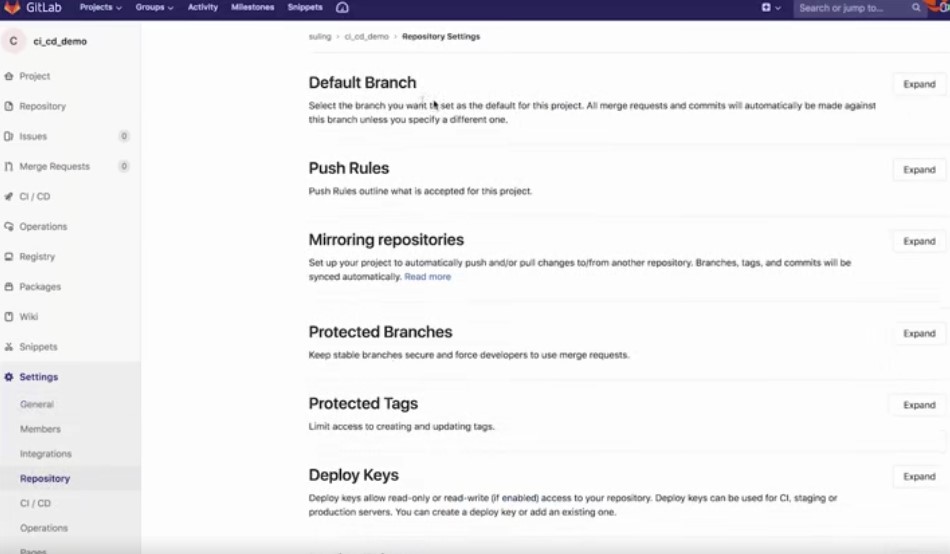 GitLab Projects Groups Activity Milestones Snippets Search or jump to...
C ci_cd_demo
Project
Repository
Issues 0
Merge Requests 0
CI / CD
Operations
Registry
Packages
Wiki
Snippets
Settings
General
Members
Integrations
Repository
CI / CD
Operations
Pages
suling › ci_cd_demo › Repository Settings
Default Branch
Expand
Select the branch you want to set as the default for this project. All merge requests and commits will automatically be made against
this branch unless you specify a different one.
Push Rules
Expand
Push Rules outline what is accepted for this project.
Mirroring repositories
Expand
Set up your project to automatically push and/or pull changes to/from another repository. Branches, tags, and commits will be
synced automatically. Read more
Protected Branches
Expand
Keep stable branches secure and force developers to use merge requests.
Protected Tags
Expand
Limit access to creating and updating tags.
Deploy Keys
Expand
Deploy keys allow read-only or read-write (if enabled) access to your repository. Deploy keys can be used for CI, staging or
production servers. You can create a deploy key or add an existing one.